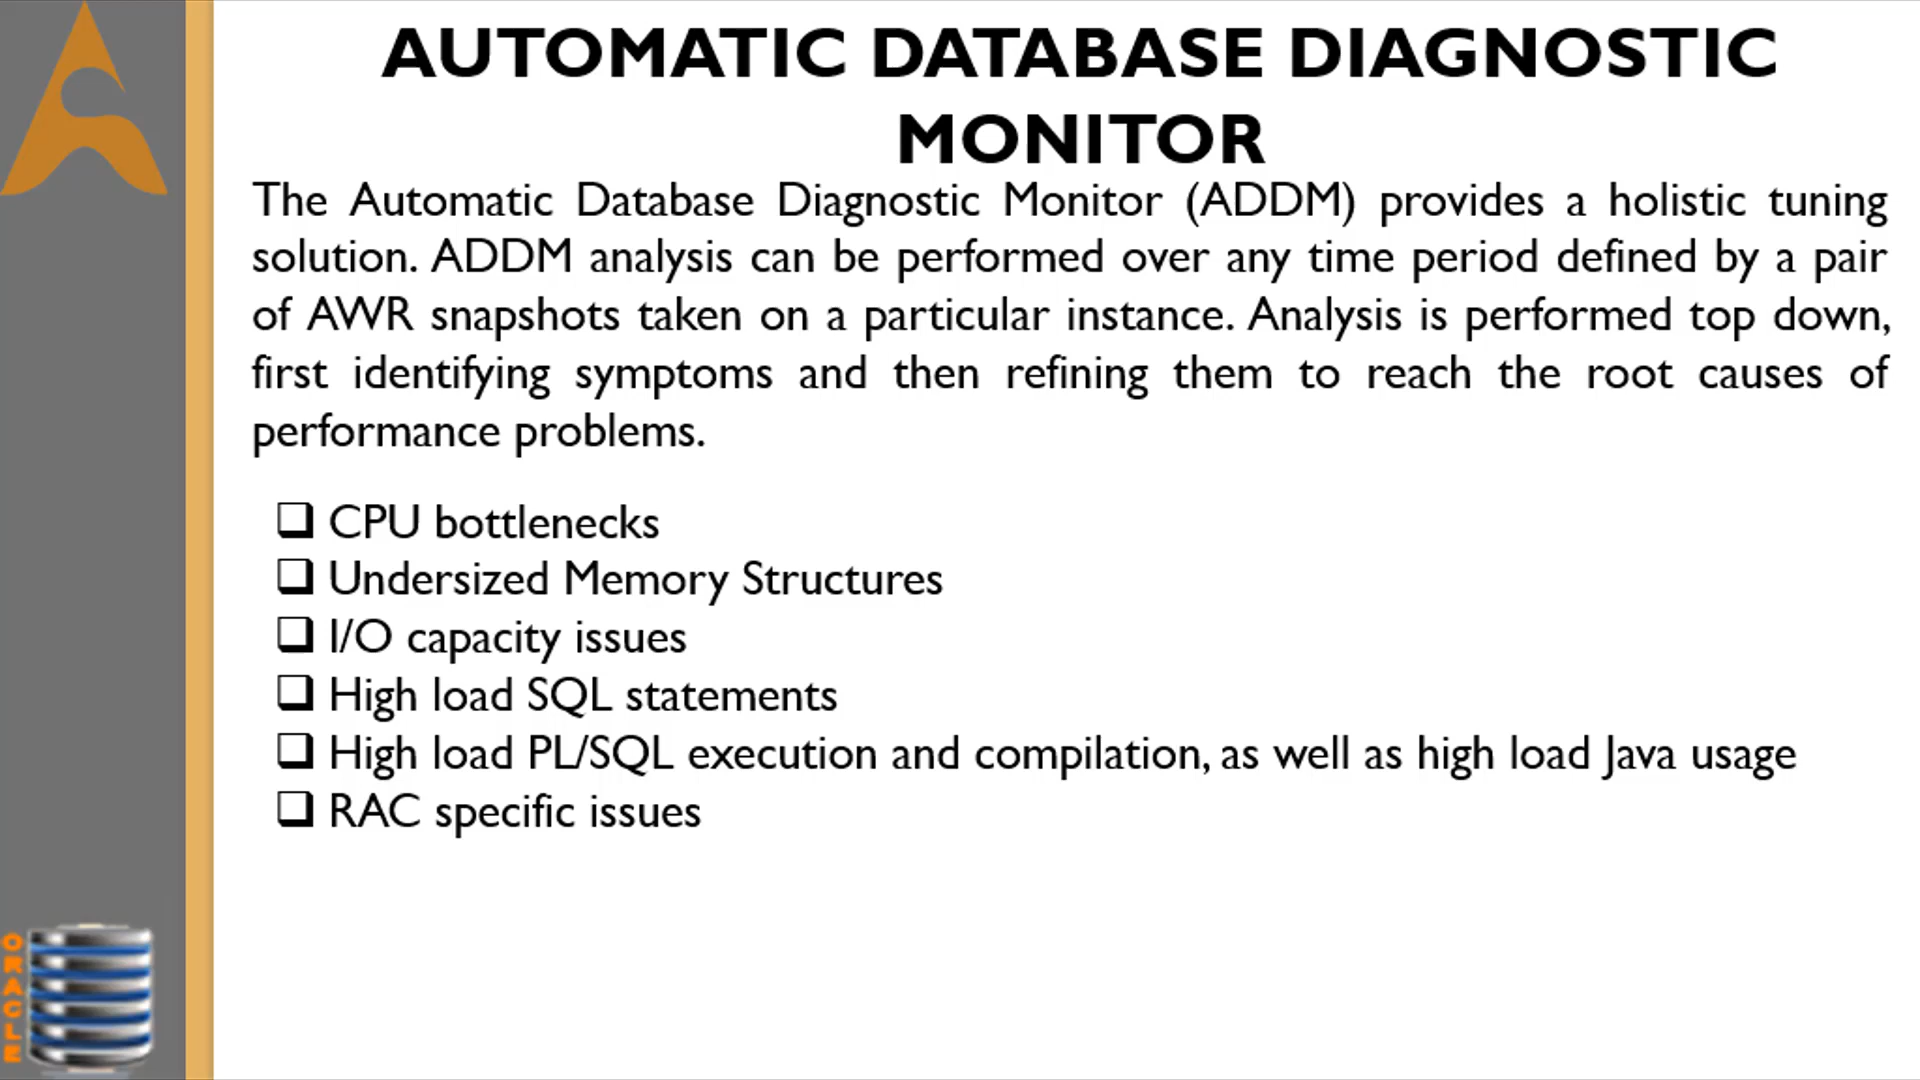 AUTOMATIC DATABASE DIAGNOSTIC
MONITOR
The Automatic Database Diagnostic Monitor (ADDM) provides a holistic tuning
solution. ADDM analysis can be performed over any time period defined by a pair
of AWR snapshots taken on a particular instance. Analysis is performed top down,
first identifying symptoms and then refining them to reach the root causes of
performance problems.
CPU bottlenecks
Undersized Memory Structures
I/O capacity issues
High load SQL statements
High load PL/SQL execution and compilation, as well as high load Java usage
RAC specific issues
ORACLE